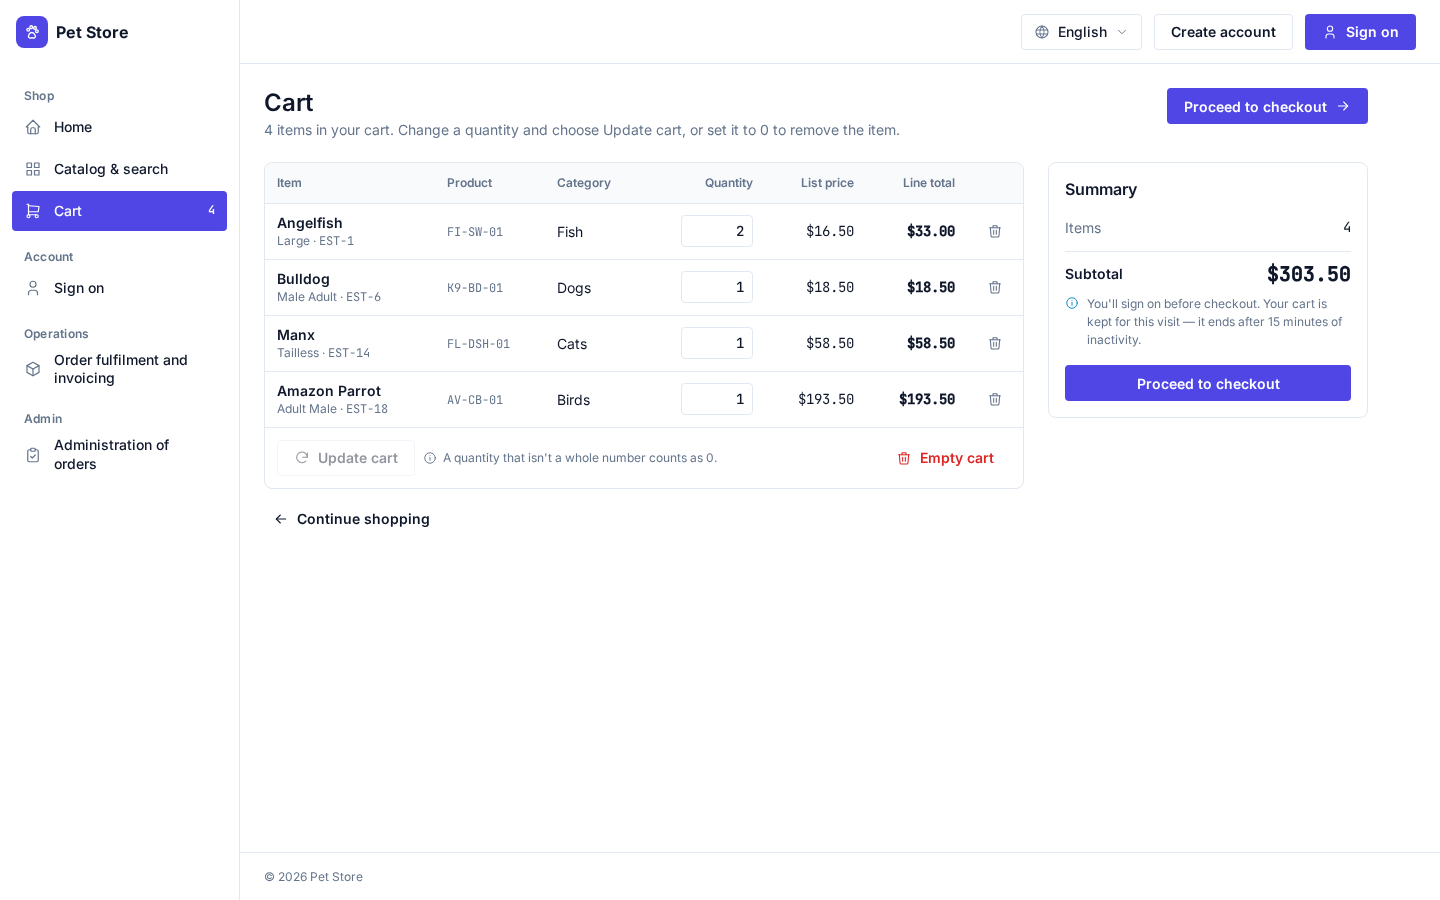 Pet Store
English
Create account
Sign on
Shop
Home
Catalog & search
Cart 4
Account
Sign on
Operations
Order fulfilment and
invoicing
Admin
Administration of
orders
Cart
4 items in your cart. Change a quantity and choose Update cart, or set it to 0 to remove the item.
Proceed to checkout
Item Product Category Quantity List price Line total
Angelfish
Large · EST-1 FI-SW-01 Fish 2 $16.50 $33.00
Bulldog
Male Adult · EST-6 K9-BD-01 Dogs 1 $18.50 $18.50
Manx
Tailless · EST-14 FL-DSH-01 Cats 1 $58.50 $58.50
Amazon Parrot
Adult Male · EST-18 AV-CB-01 Birds 1 $193.50 $193.50
Update cart A quantity that isn't a whole number counts as 0. Empty cart
Continue shopping
Summary
Items 4
Subtotal $303.50
You'll sign on before checkout. Your cart is
kept for this visit — it ends after 15 minutes of
inactivity.
Proceed to checkout
© 2026 Pet Store